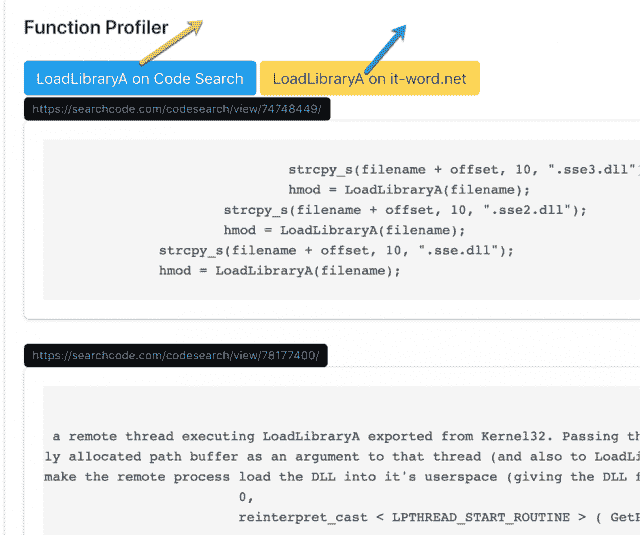 Function Profiler
LoadLibraryA on Code Search
LoadLibraryA on it-word.net
https://searchcode.com/codesearch/view/74748449/
strcpy_s(filename + offset, 10, ".sse3.dll")
hmod = LoadLibraryA(filename);
strcpy_s(filename + offset, 10, ".sse2.dll");
hmod = LoadLibraryA(filename);
strcpy_s(filename + offset, 10, ".sse.dll");
hmod = LoadLibraryA(filename);
https://searchcode.com/codesearch/view/78177400/
a remote thread executing LoadLibraryA exported from Kernel32. Passing th
ly allocated path buffer as an argument to that thread (and also to LoadLi
make the remote process load the DLL into it's userspace (giving the DLL f
0,
reinterpret_cast < LPTHREAD_START_ROUTINE > ( Get